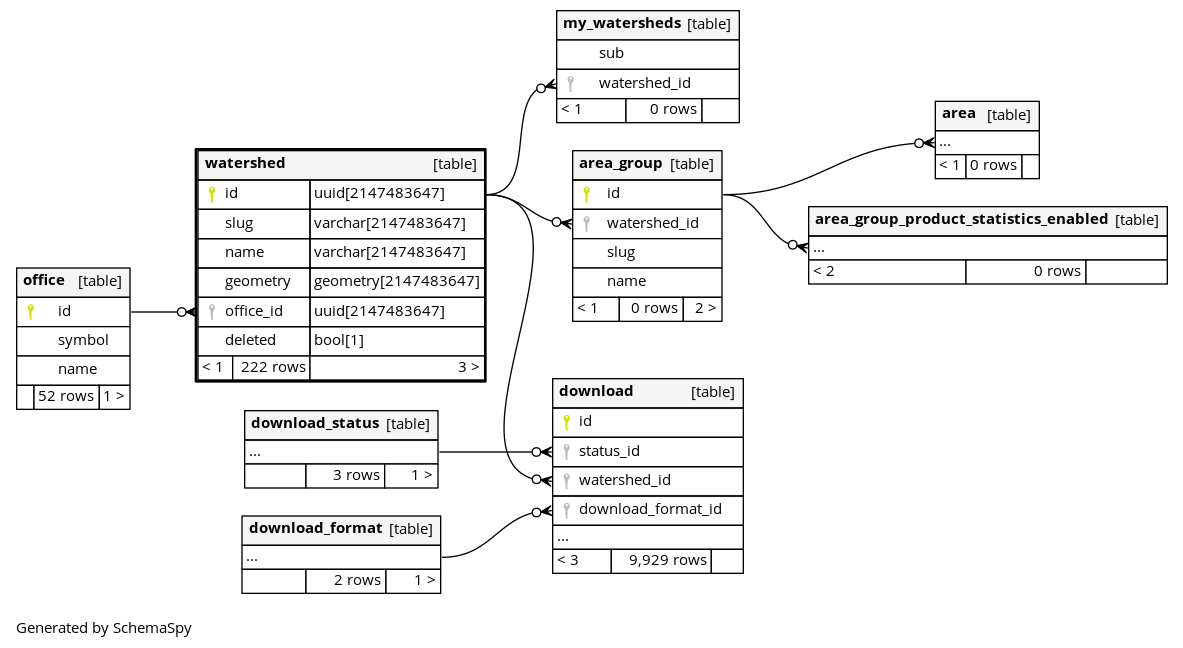 my_watersheds [table]
sub
watershed_id
< 1 0 rows
area [table]
...
< 1 0 rows
watershed [table]
id uuid[2147483647]
slug varchar[2147483647]
name varchar[2147483647]
geometry geometry[2147483647]
office_id uuid[2147483647]
deleted bool[1]
< 1 222 rows 3 >
area_group [table]
id
watershed_id
slug
name
< 1 0 rows 2 >
area_group_product_statistics_enabled [table]
...
< 2 0 rows
office [table]
id
symbol
name
52 rows 1 >
download [table]
id
status_id
watershed_id
download_format_id
...
< 3 9,929 rows
download_status [table]
...
3 rows 1 >
download_format [table]
...
2 rows 1 >
Generated by SchemaSpy